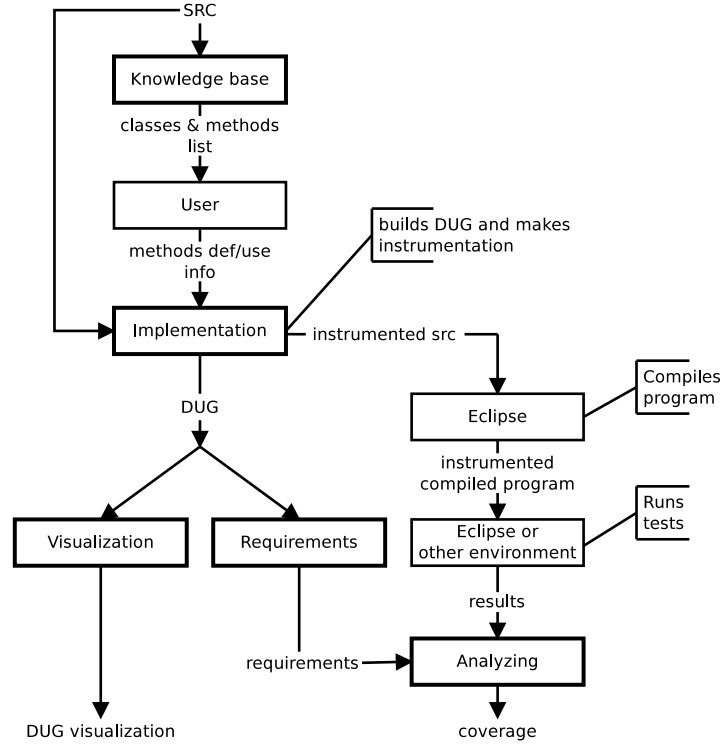 SRC
Knowledge base
classes & methods
list
User
methods def/use
info
builds DUG and makes
instrumentation
Implementation
instrumented src
DUG
Compiles
program
Eclipse
instrumented
compiled program
Runs
tests
Visualization
Requirements
Eclipse or
other environment
results
requirements
Analyzing
DUG visualization
coverage